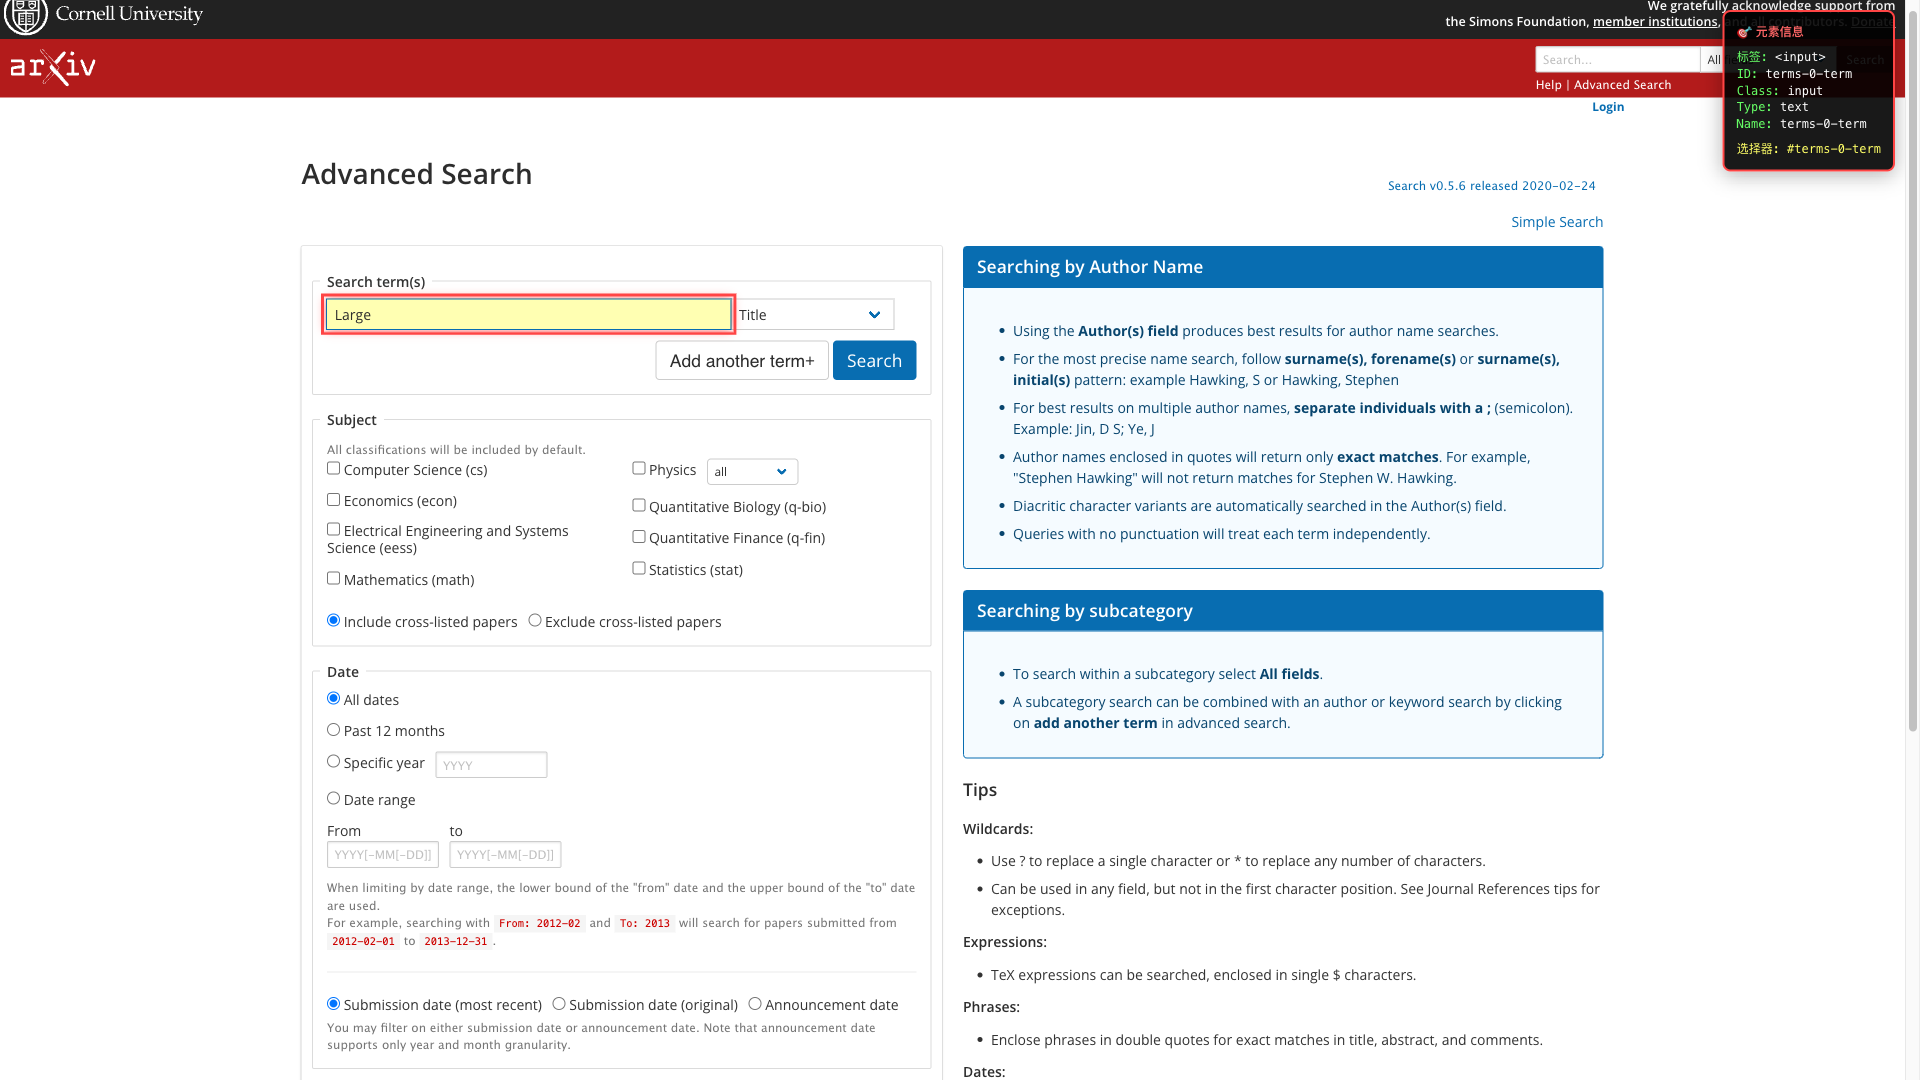 Cornell University
We gratefully acknowledge support from
the Simons Foundation, member institutions, and all contributors. Donate
arXiv
Search...
All
Search
Help | Advanced Search
Login
🎯 元素信息
标签: <input>
ID: terms-0-term
Class: input
Type: text
Name: terms-0-term
选择器: #terms-0-term
Advanced Search
Search v0.5.6 released 2020-02-24
Simple Search
Search term(s)
Large
Title
Add another term+
Search
Subject
All classifications will be included by default.
Computer Science (cs)
Economics (econ)
Electrical Engineering and Systems
Science (eess)
Mathematics (math)
Physics
all
Quantitative Biology (q-bio)
Quantitative Finance (q-fin)
Statistics (stat)
Include cross-listed papers
Exclude cross-listed papers
Date
All dates
Past 12 months
Specific year
YYYY
Date range
From
to
YYYY[-MM[-DD]]
YYYY[-MM[-DD]]
When limiting by date range, the lower bound of the "from" date and the upper bound of the "to" date
are used.
For example, searching with From: 2012-02 and To: 2013 will search for papers submitted from
2012-02-01 to 2013-12-31.
Submission date (most recent)
Submission date (original)
Announcement date
You may filter on either submission date or announcement date. Note that announcement date
supports only year and month granularity.
Searching by Author Name
• Using the Author(s) field produces best results for author name searches.
• For the most precise name search, follow surname(s), forename(s) or surname(s),
initial(s) pattern: example Hawking, S or Hawking, Stephen
• For best results on multiple author names, separate individuals with a ; (semicolon).
Example: Jin, D S; Ye, J
• Author names enclosed in quotes will return only exact matches. For example,
"Stephen Hawking" will not return matches for Stephen W. Hawking.
• Diacritic character variants are automatically searched in the Author(s) field.
• Queries with no punctuation will treat each term independently.
Searching by subcategory
• To search within a subcategory select All fields.
• A subcategory search can be combined with an author or keyword search by clicking
on add another term in advanced search.
Tips
Wildcards:
• Use ? to replace a single character or * to replace any number of characters.
• Can be used in any field, but not in the first character position. See Journal References tips for
exceptions.
Expressions:
• TeX expressions can be searched, enclosed in single $ characters.
Phrases:
• Enclose phrases in double quotes for exact matches in title, abstract, and comments.
Dates: